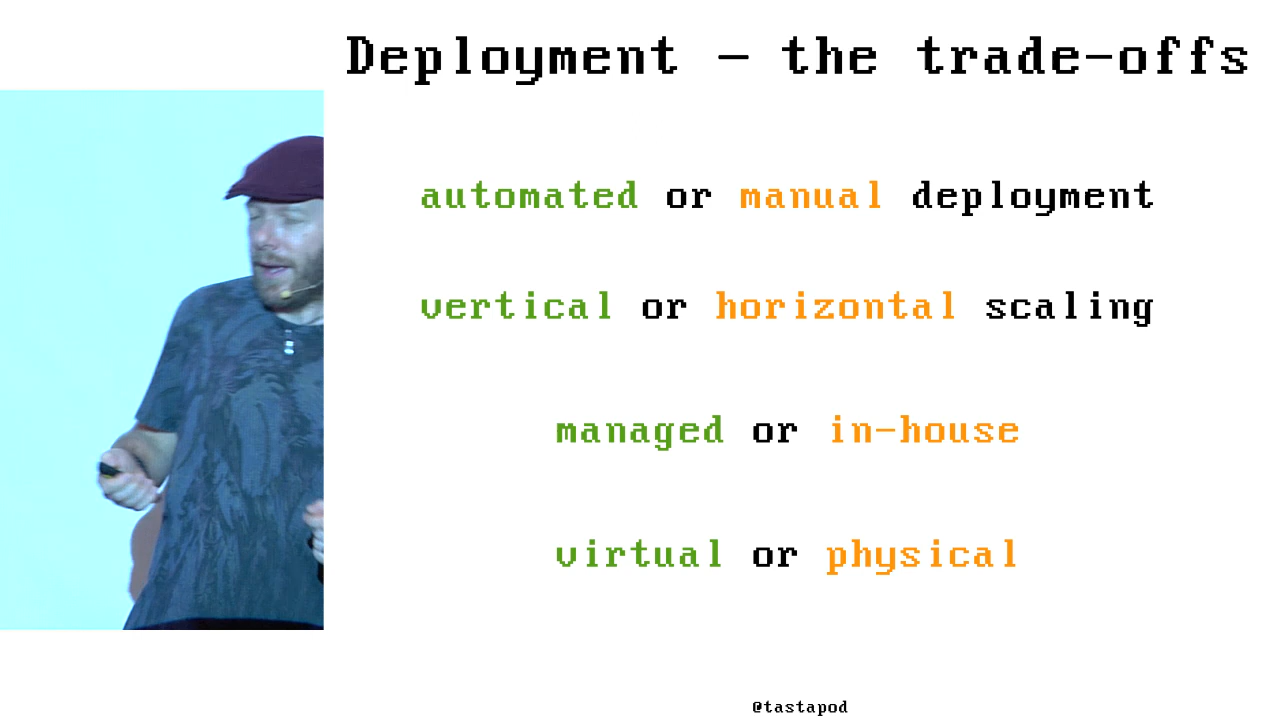 Deployment - the trade-offs
automated or manual deployment
vertical or horizontal scaling
managed or in-house
virtual or physical
@tastapod